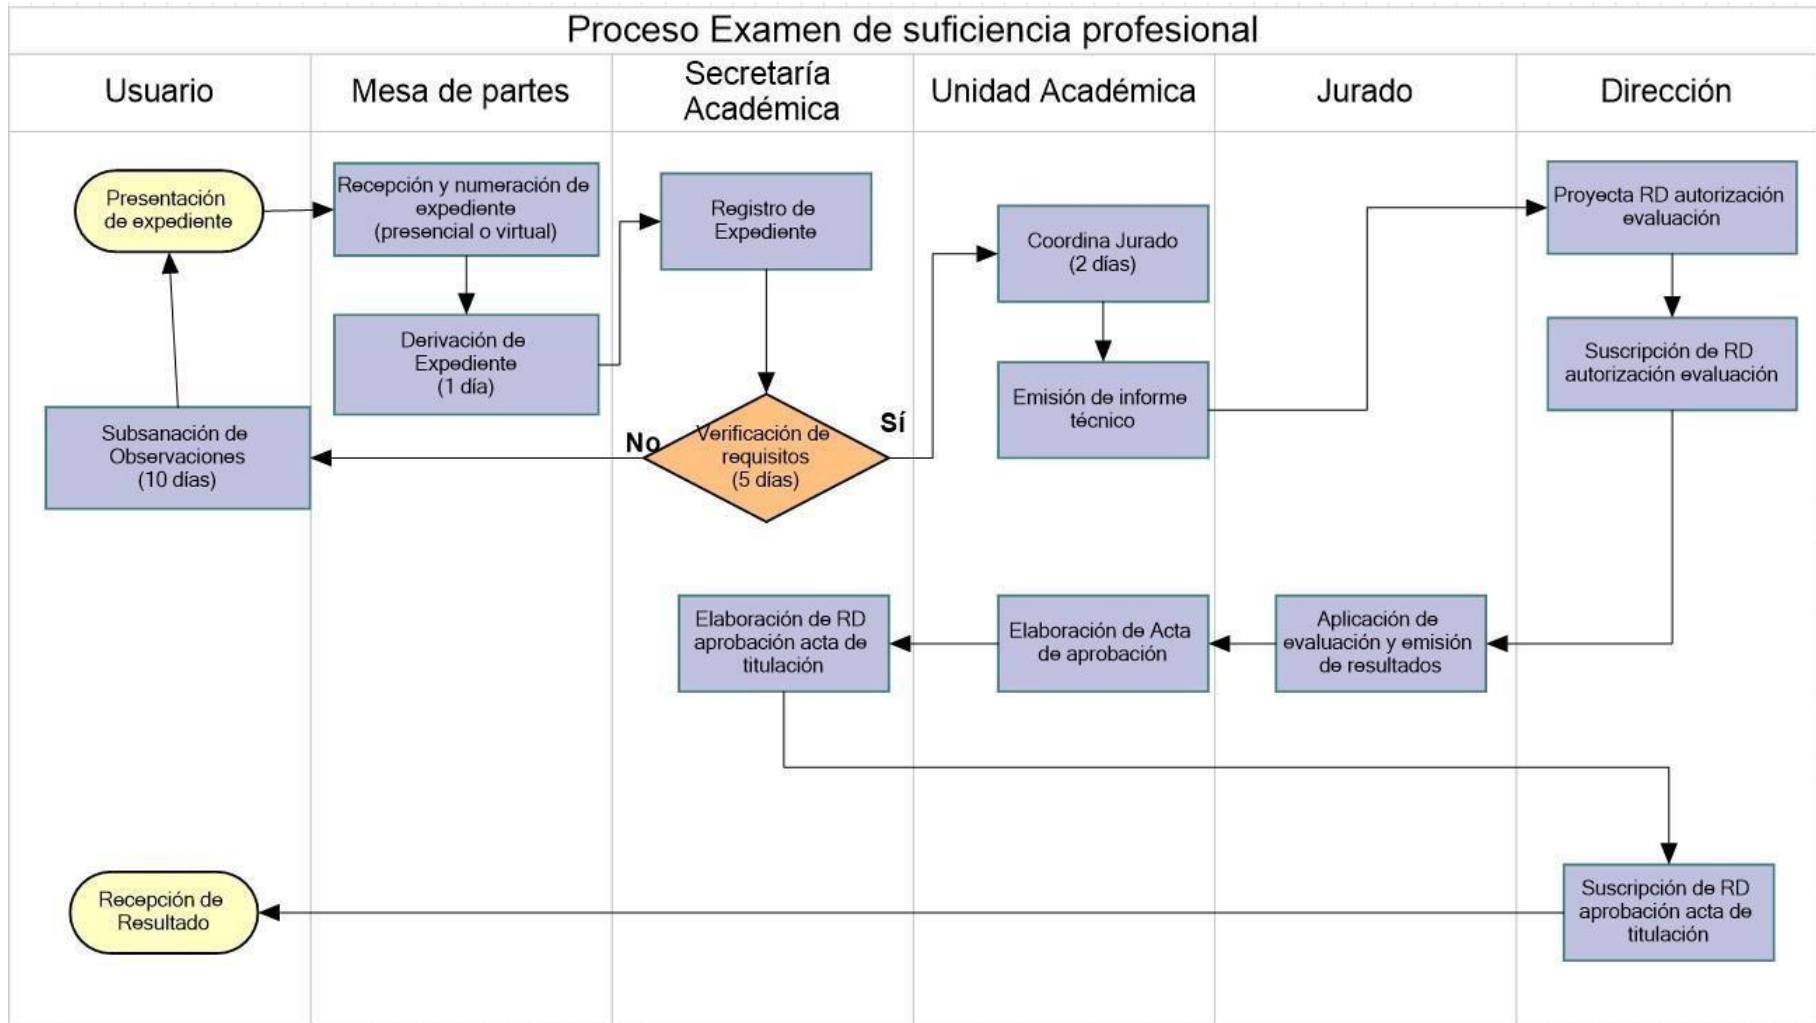 Proceso Examen de suficiencia profesional
Usuario
Mesa de partes
Secretaría
Académica
Unidad Académica
Jurado
Dirección
Presentación
de expediente
Recepción y numeración de
expediente
(presencial o virtual)
Registro de
Expediente
Coordina Jurado
(2 días)
Proyecta RD autorización
evaluación
Derivación de
Expediente
(1 día)
Emisión de informe
técnico
Suscripción de RD
autorización evaluación
Subsanación de
Observaciones
(10 días)
No
Verificación de
requisitos
(5 días)
Sí
Elaboración de RD
aprobación acta de
titulación
Elaboración de Acta
de aprobación
Aplicación de
evaluación y emisión
de resultados
Recepción de
Resultado
Suscripción de RD
aprobación acta de
titulación